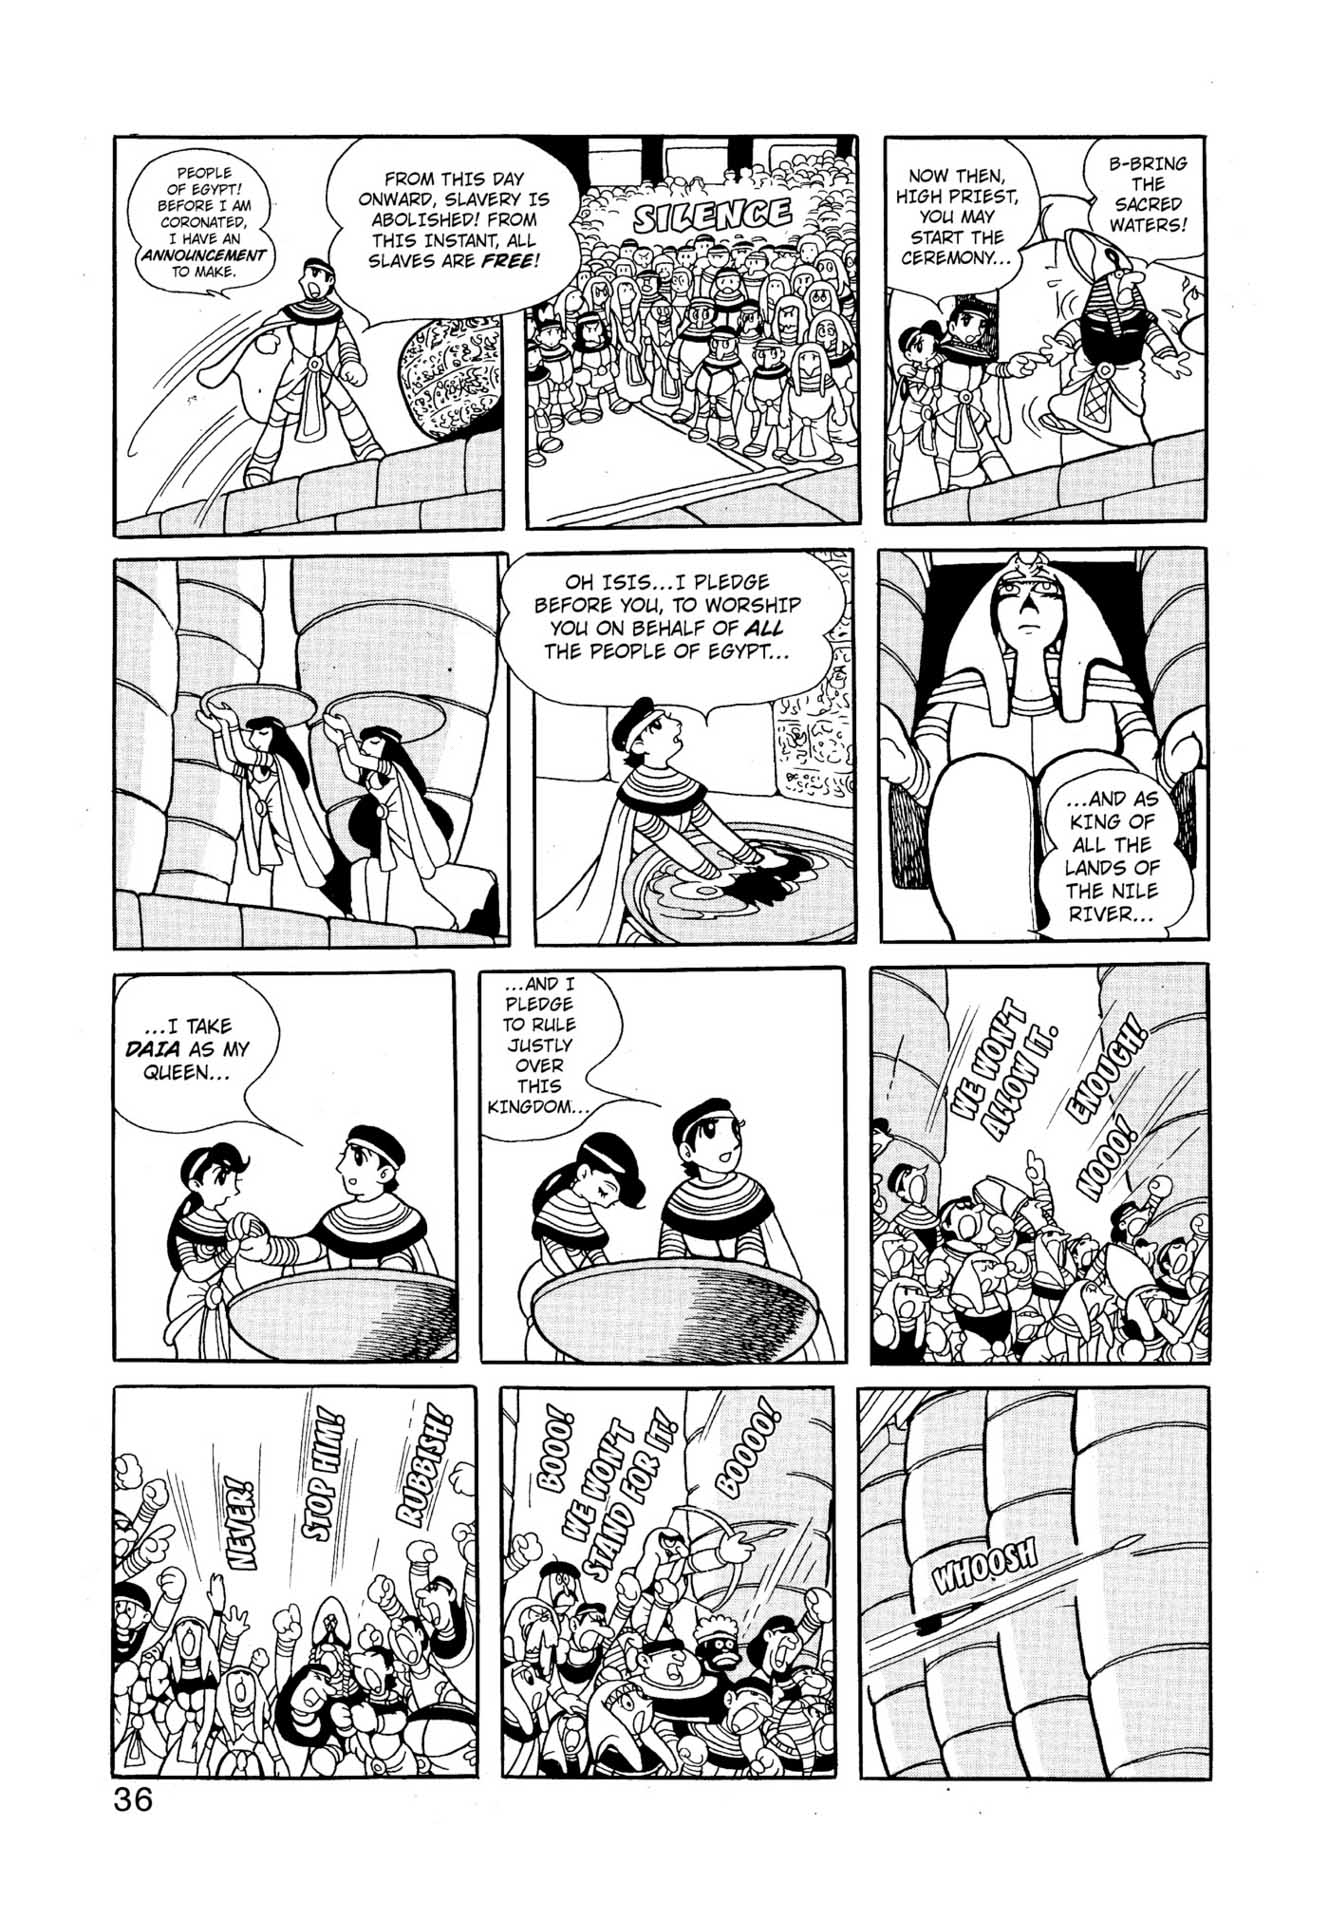 PEOPLE
OF EGYPT!
BEFORE I AM
CORONATED,
I HAVE AN
ANNOUNCEMENT
TO MAKE.
FROM THIS DAY
ONWARD, SLAVERY IS
ABOLISHED! FROM
THIS INSTANT, ALL
SLAVES ARE FREE!
SILENCE
NOW THEN,
HIGH PRIEST,
YOU MAY
START THE
CEREMONY...
B-BRING
THE
SACRED
WATERS!
OH ISIS...I PLEDGE
BEFORE YOU, TO WORSHIP
YOU ON BEHALF OF ALL
THE PEOPLE OF EGYPT...
...AND AS
KING OF
ALL THE
LANDS OF
THE NILE
RIVER...
...I TAKE
DAIA AS MY
QUEEN...
...AND I
PLEDGE
TO RULE
JUSTLY
OVER
THIS
KINGDOM...
WE WON'T
ALLOW IT.
ENOUGH!
NOOO!
NEVER!
STOP HIM!
RUBBISH!
BOOO!
WE WON'T
STAND FOR IT!
BOOOO!
WHOOSH
36